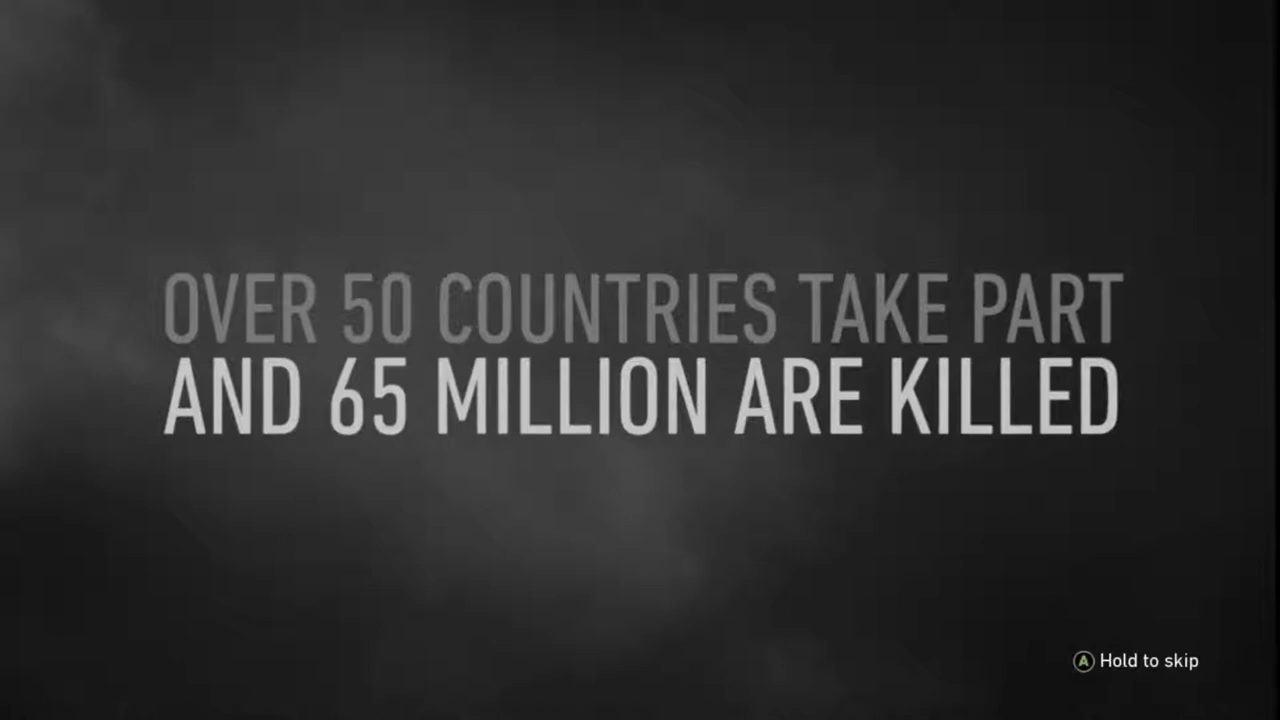 OVER 50 COUNTRIES TAKE PART
AND 65 MILLION ARE KILLED
A Hold to skip